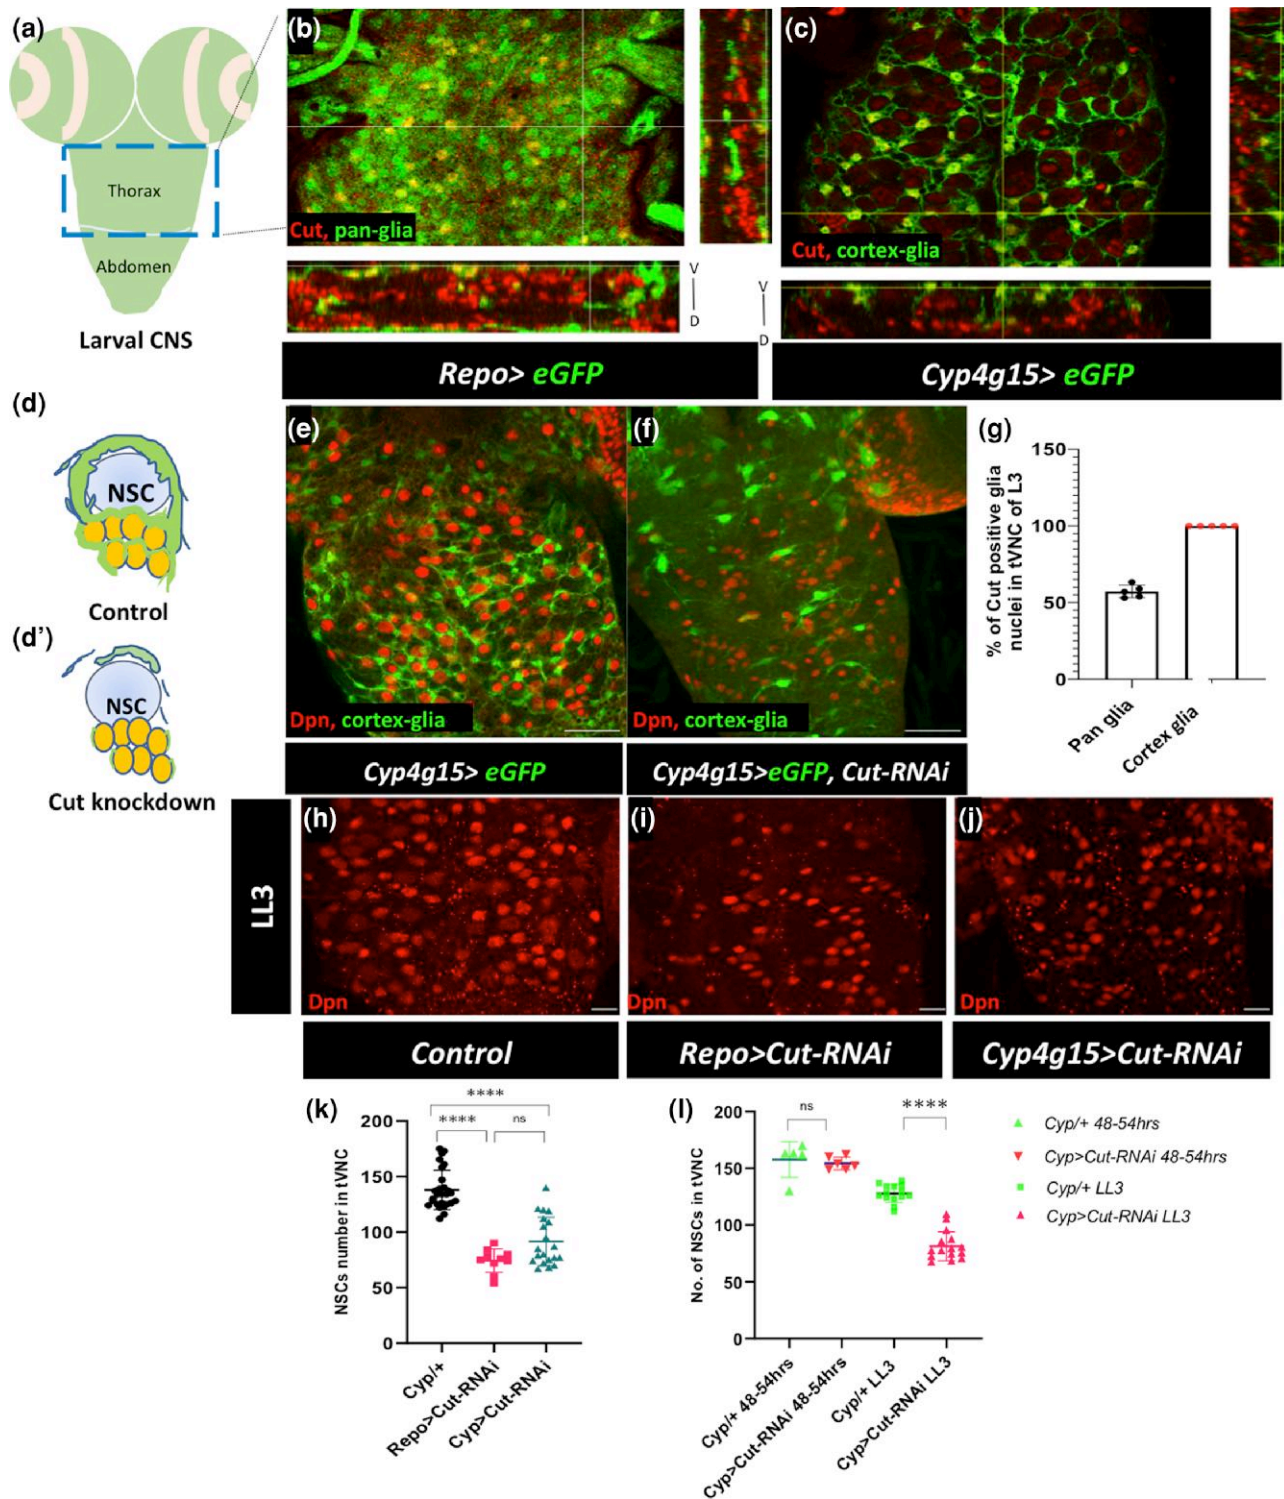 (a)
Thorax
Abdomen
Larval CNS
(b)
Cut, pan-glia
V
D
Repo> eGFP
(c)
Cut, cortex-glia
V
D
Cyp4g15> eGFP
(d)
NSC
Control
(d')
NSC
Cut knockdown
(e)
Dpn, cortex-glia
Cyp4g15> eGFP
(f)
Dpn, cortex-glia
Cyp4g15>eGFP, Cut-RNAi
(g)
% of Cut positive glia
nuclei in tVNC of L3
150
100
50
0
Pan glia
Cortex glia
LL3
(h)
Dpn
Control
(i)
Dpn
Repo>Cut-RNAi
(j)
Dpn
Cyp4g15>Cut-RNAi
(k)
NSCs number in tVNC
****
****
ns
200
150
100
50
0
Cyp/+
Repo>Cut-RNAi
Cyp>Cut-RNAi
(l)
No. of NSCs in tVNC
ns
****
200
150
100
50
0
Cyp/+ 48-54hrs
Cyp>Cut-RNAi 48-54hrs
Cyp/+ LL3
Cyp>Cut-RNAi LL3
Cyp/+ 48-54hrs
Cyp>Cut-RNAi 48-54hrs
Cyp/+ LL3
Cyp>Cut-RNAi LL3